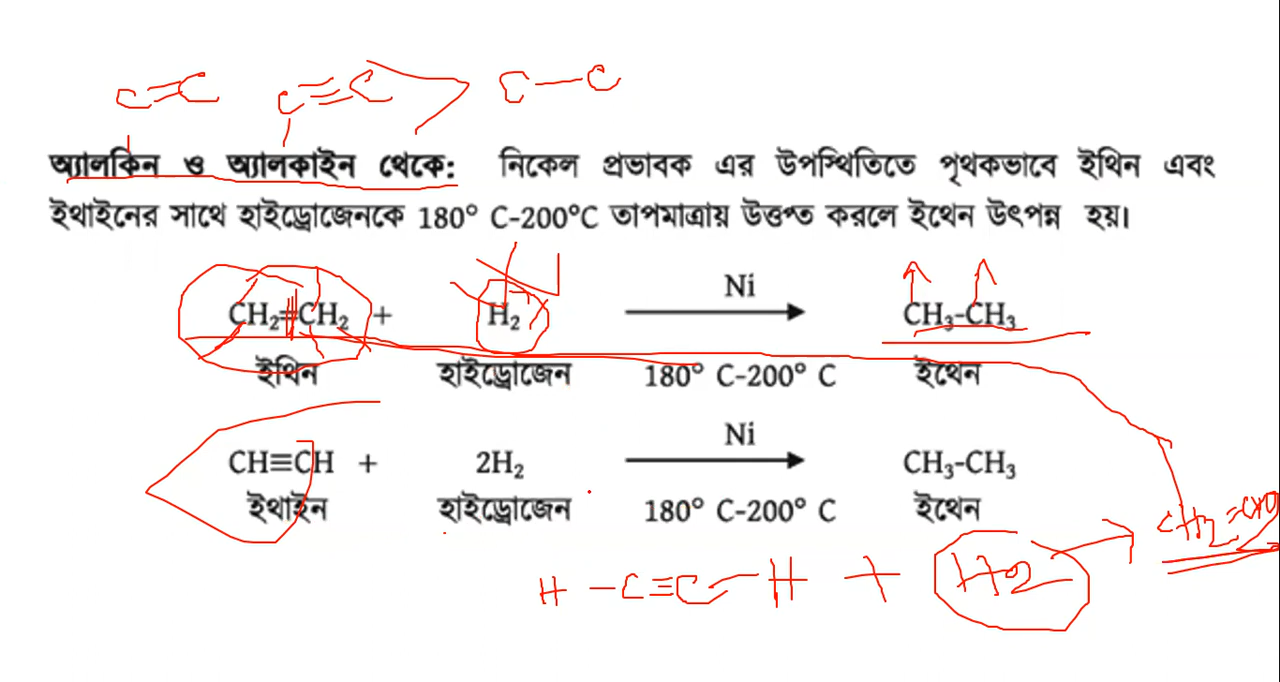 C=C C≡C C-C
অ্যালকিন ও অ্যালকাইন থেকে: নিকেল প্রভাবক এর উপস্থিতিতে পৃথকভাবে ইথিন এবং
ইথাইনের সাথে হাইড্রোজেনকে 180° C-200°C তাপমাত্রায় উত্তপ্ত করলে ইথেন উৎপন্ন হয়।
Ni
CH₂=CH₂ + H₂ CH₃-CH₃
ইথিন হাইড্রোজেন 180° C-200° C ইথেন
Ni
CH≡CH + 2H₂ CH₃-CH₃
ইথাইন হাইড্রোজেন 180° C-200° C ইথেন
H-C≡C-H + H2 → CH2